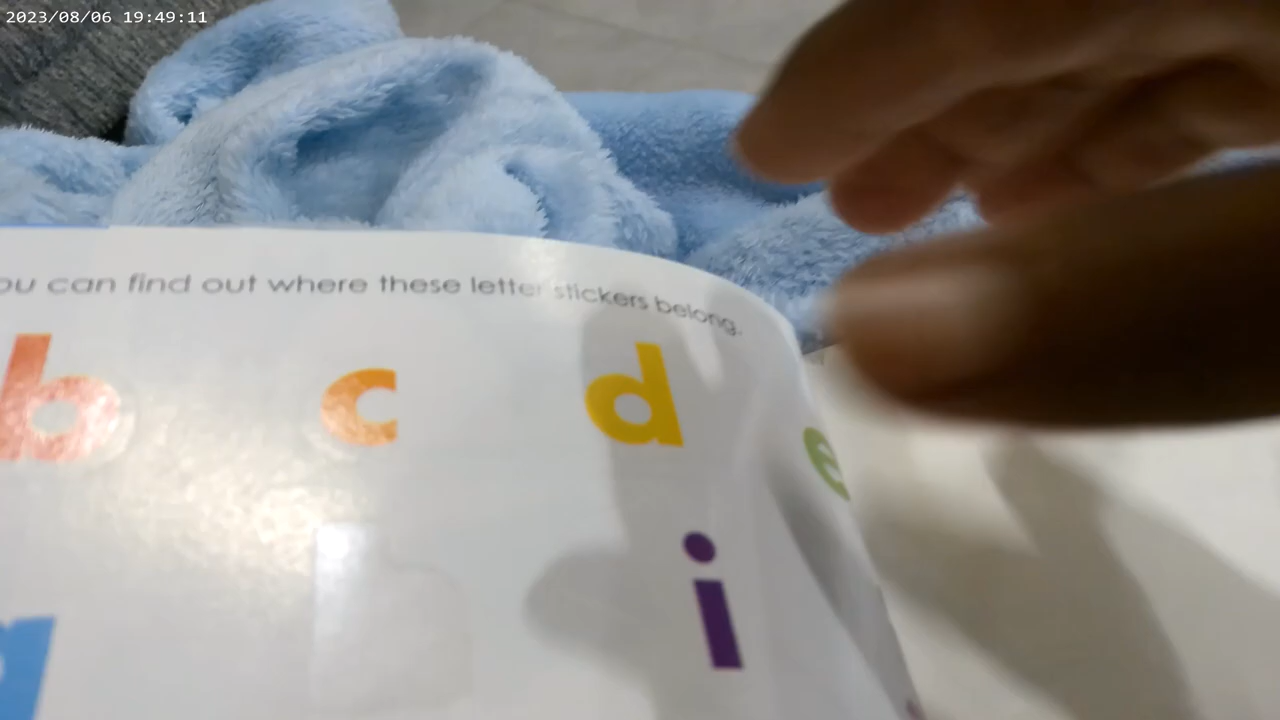 2023/08/06 19:49:11
ou can find out where these letter stickers belong.
b c d e
i